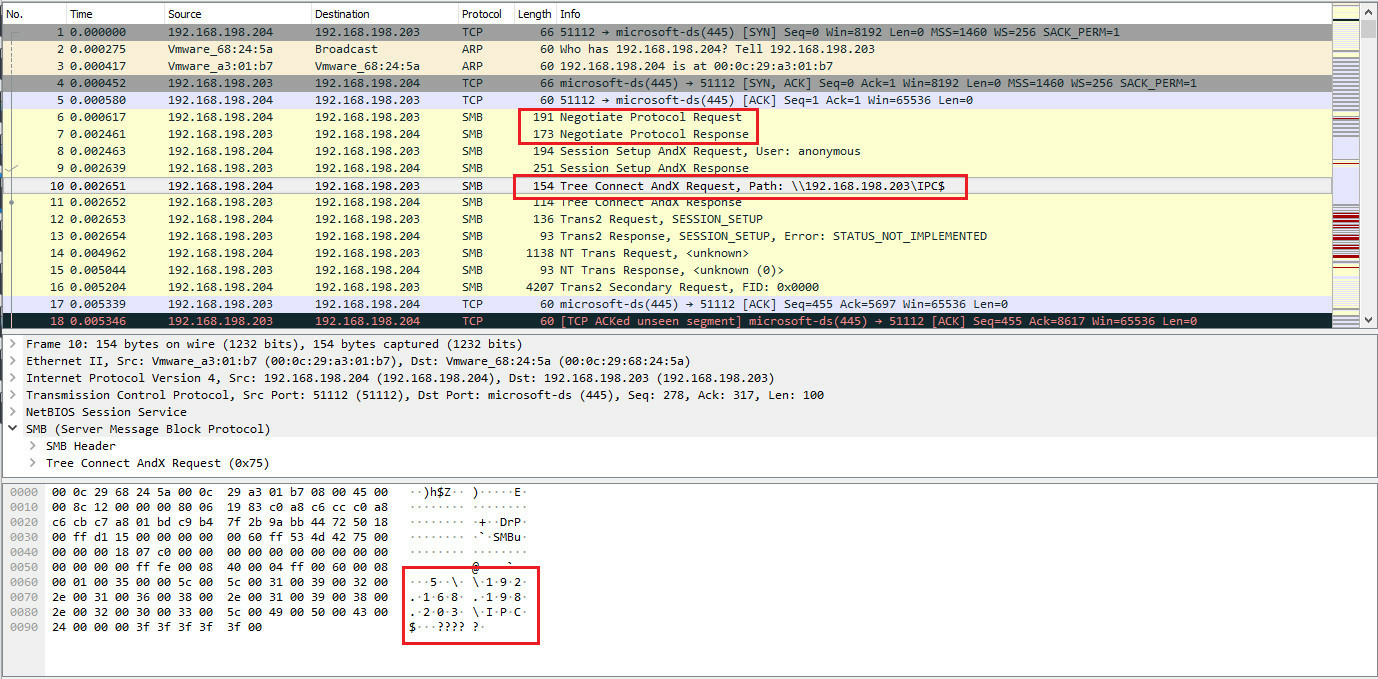 No. Time Source Destination Protocol Length Info
1 0.000000 192.168.198.204 192.168.198.203 TCP 66 51112 → microsoft-ds(445) [SYN] Seq=0 Win=8192 Len=0 MSS=1460 WS=256 SACK_PERM=1
2 0.000275 Vmware_68:24:5a Broadcast ARP 60 Who has 192.168.198.204? Tell 192.168.198.203
3 0.000417 Vmware_a3:01:b7 Vmware_68:24:5a ARP 60 192.168.198.204 is at 00:0c:29:a3:01:b7
4 0.000452 192.168.198.203 192.168.198.204 TCP 66 microsoft-ds(445) → 51112 [SYN, ACK] Seq=0 Ack=1 Win=8192 Len=0 MSS=1460 WS=256 SACK_PERM=1
5 0.000580 192.168.198.204 192.168.198.203 TCP 60 51112 → microsoft-ds(445) [ACK] Seq=1 Ack=1 Win=65536 Len=0
6 0.000617 192.168.198.204 192.168.198.203 SMB 191 Negotiate Protocol Request
7 0.002461 192.168.198.203 192.168.198.204 SMB 173 Negotiate Protocol Response
8 0.002463 192.168.198.204 192.168.198.203 SMB 194 Session Setup AndX Request, User: anonymous
9 0.002639 192.168.198.203 192.168.198.204 SMB 251 Session Setup AndX Response
10 0.002651 192.168.198.204 192.168.198.203 SMB 154 Tree Connect AndX Request, Path: \\192.168.198.203\IPC$
11 0.002652 192.168.198.203 192.168.198.204 SMB 114 Tree Connect AndX Response
12 0.002653 192.168.198.204 192.168.198.203 SMB 136 Trans2 Request, SESSION_SETUP
13 0.002654 192.168.198.203 192.168.198.204 SMB 93 Trans2 Response, SESSION_SETUP, Error: STATUS_NOT_IMPLEMENTED
14 0.004962 192.168.198.204 192.168.198.203 SMB 1138 NT Trans Request, <unknown>
15 0.005044 192.168.198.203 192.168.198.204 SMB 93 NT Trans Response, <unknown (0)>
16 0.005204 192.168.198.204 192.168.198.203 SMB 4207 Trans2 Secondary Request, FID: 0x0000
17 0.005339 192.168.198.203 192.168.198.204 TCP 60 microsoft-ds(445) → 51112 [ACK] Seq=455 Ack=5697 Win=65536 Len=0
18 0.005346 192.168.198.203 192.168.198.204 TCP 60 [TCP ACKed unseen segment] microsoft-ds(445) → 51112 [ACK] Seq=455 Ack=8617 Win=65536 Len=0
Frame 10: 154 bytes on wire (1232 bits), 154 bytes captured (1232 bits)
Ethernet II, Src: Vmware_a3:01:b7 (00:0c:29:a3:01:b7), Dst: Vmware_68:24:5a (00:0c:29:68:24:5a)
Internet Protocol Version 4, Src: 192.168.198.204 (192.168.198.204), Dst: 192.168.198.203 (192.168.198.203)
Transmission Control Protocol, Src Port: 51112 (51112), Dst Port: microsoft-ds (445), Seq: 278, Ack: 317, Len: 100
NetBIOS Session Service
SMB (Server Message Block Protocol)
SMB Header
Tree Connect AndX Request (0x75)
0000 00 0c 29 68 24 5a 00 0c 29 a3 01 b7 08 00 45 00 ··)h$Z·· )·····E·
0010 00 8c 12 00 00 00 80 06 19 83 c0 a8 c6 cc c0 a8 ········ ········
0020 c6 cb c7 a8 01 bd c9 b4 7f 2b 9a bb 44 72 50 18 ········ ·+··DrP·
0030 00 ff d1 15 00 00 00 00 00 60 ff 53 4d 42 75 00 ········ ·`·SMBu·
0040 00 00 00 18 07 c0 00 00 00 00 00 00 00 00 00 00 ········ ········
0050 00 00 00 00 ff fe 00 08 40 00 04 ff 00 60 00 08 ········ @····`··
0060 00 01 00 35 00 00 5c 00 5c 00 31 00 39 00 32 00 ···5··\· \·1·9·2·
0070 2e 00 31 00 36 00 38 00 2e 00 31 00 39 00 38 00 .·1·6·8· .·1·9·8·
0080 2e 00 32 00 30 00 33 00 5c 00 49 00 50 00 43 00 .·2·0·3· \·I·P·C·
0090 24 00 00 00 3f 3f 3f 3f 3f 00 $···???? ?·